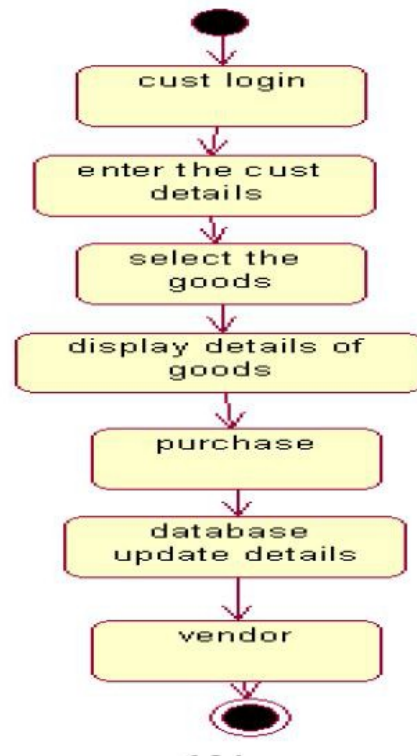 cust login
enter the cust
details
select the
goods
display details of
goods
purchase
database
update details
vendor